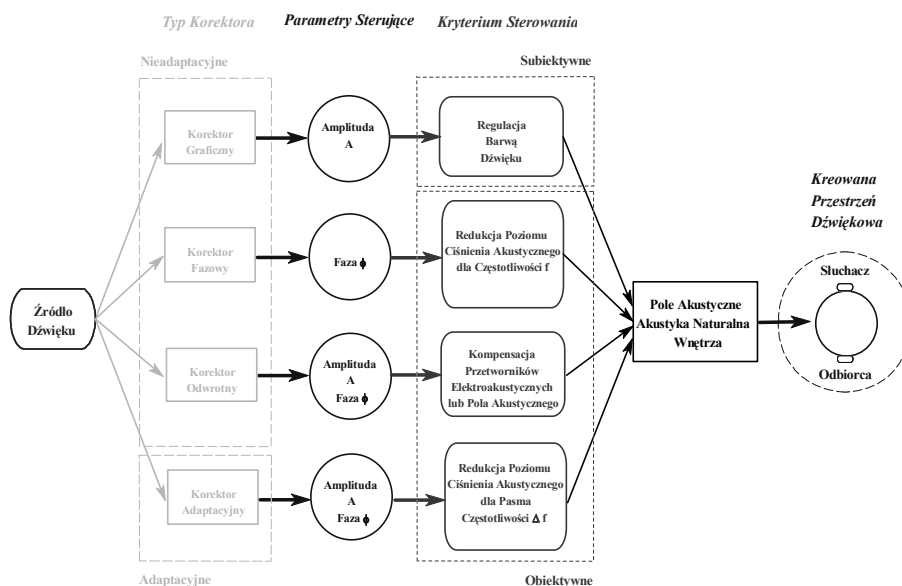 Typ Korektora
Parametry Sterujące
Kryterium Sterowania
Nieadaptacyjne
Subiektywne
Korektor
Graficzny
Amplituda
A
Regulacja
Barwą
Dźwięku
Kreowana
Przestrzeń
Dźwiękowa
Korektor
Fazowy
Faza ϕ
Redukcja Poziomu
Ciśnienia Akustycznego
dla Częstotliwości f
Słuchacz
Odbiorca
Źródło
Dźwięku
Pole Akustyczne
Akustyka Naturalna
Wnętrza
Korektor
Odwrotny
Amplituda
A
Faza ϕ
Kompensacja
Przetworników
Elektroakustycznych
lub Pola Akustycznego
Korektor
Adaptacyjny
Amplituda
A
Faza ϕ
Redukcja Poziomu
Ciśnienia Akustycznego
dla Pasma
Częstotliwości Δ f
Adaptacyjne
Obiektywne